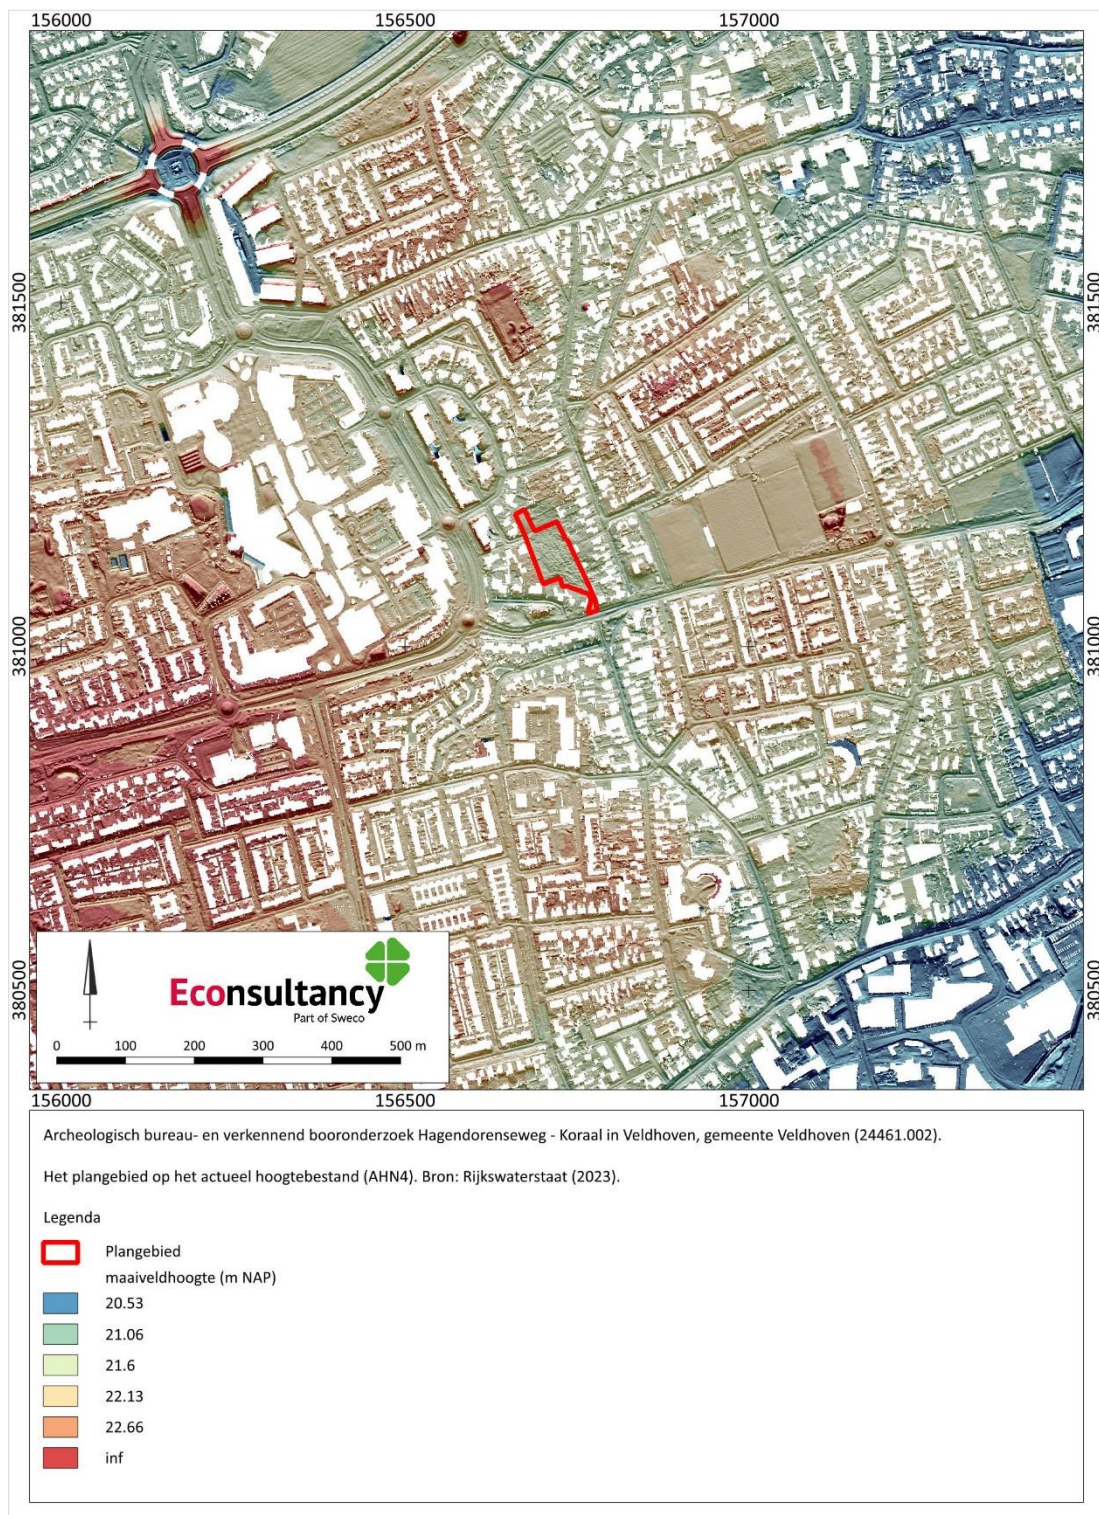 156000 156500 157000
381500 381500
381000 381000
380500 380500
Econsultancy
Part of Sweco
0 100 200 300 400 500 m
156000 156500 157000
Archeologisch bureau- en verkennend booronderzoek Hagendorenseweg - Koraal in Veldhoven, gemeente Veldhoven (24461.002).
Het plangebied op het actueel hoogtebestand (AHN4). Bron: Rijkswaterstaat (2023).
Legenda
Plangebied
maaiveldhoogte (m NAP)
20.53
21.06
21.6
22.13
22.66
inf